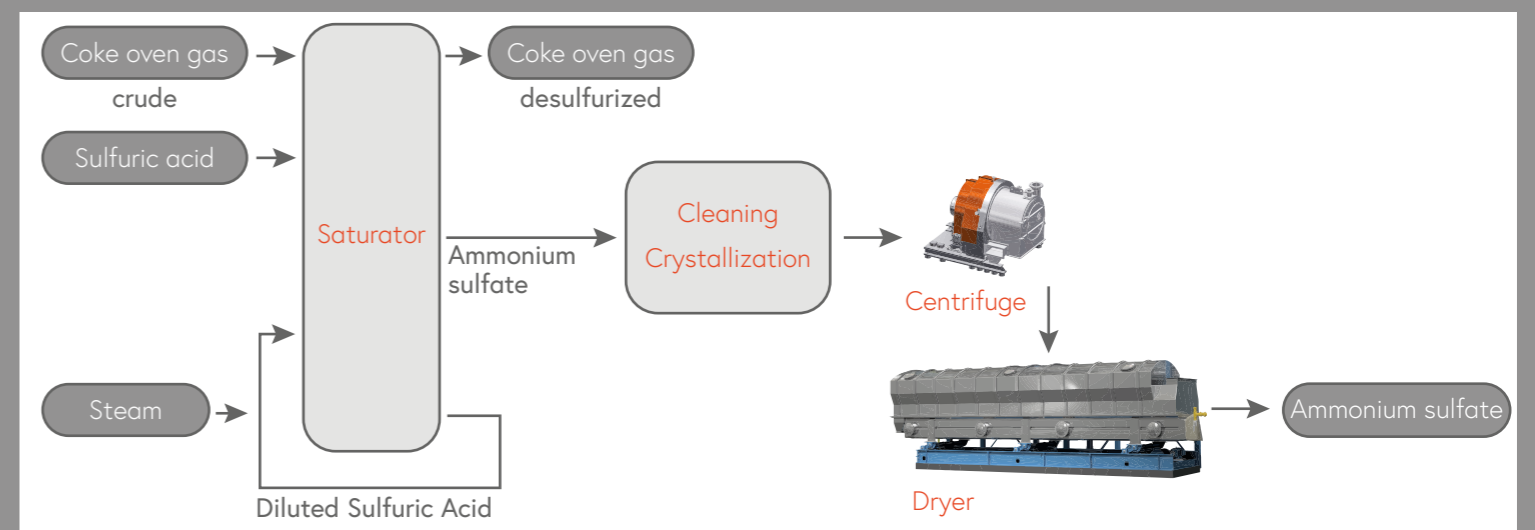 Coke oven gas
crude
Coke oven gas
desulfurized
Sulfuric acid
Saturator
Ammonium
sulfate
Cleaning
Crystallization
Centrifuge
Steam
Ammonium sulfate
Diluted Sulfuric Acid
Dryer